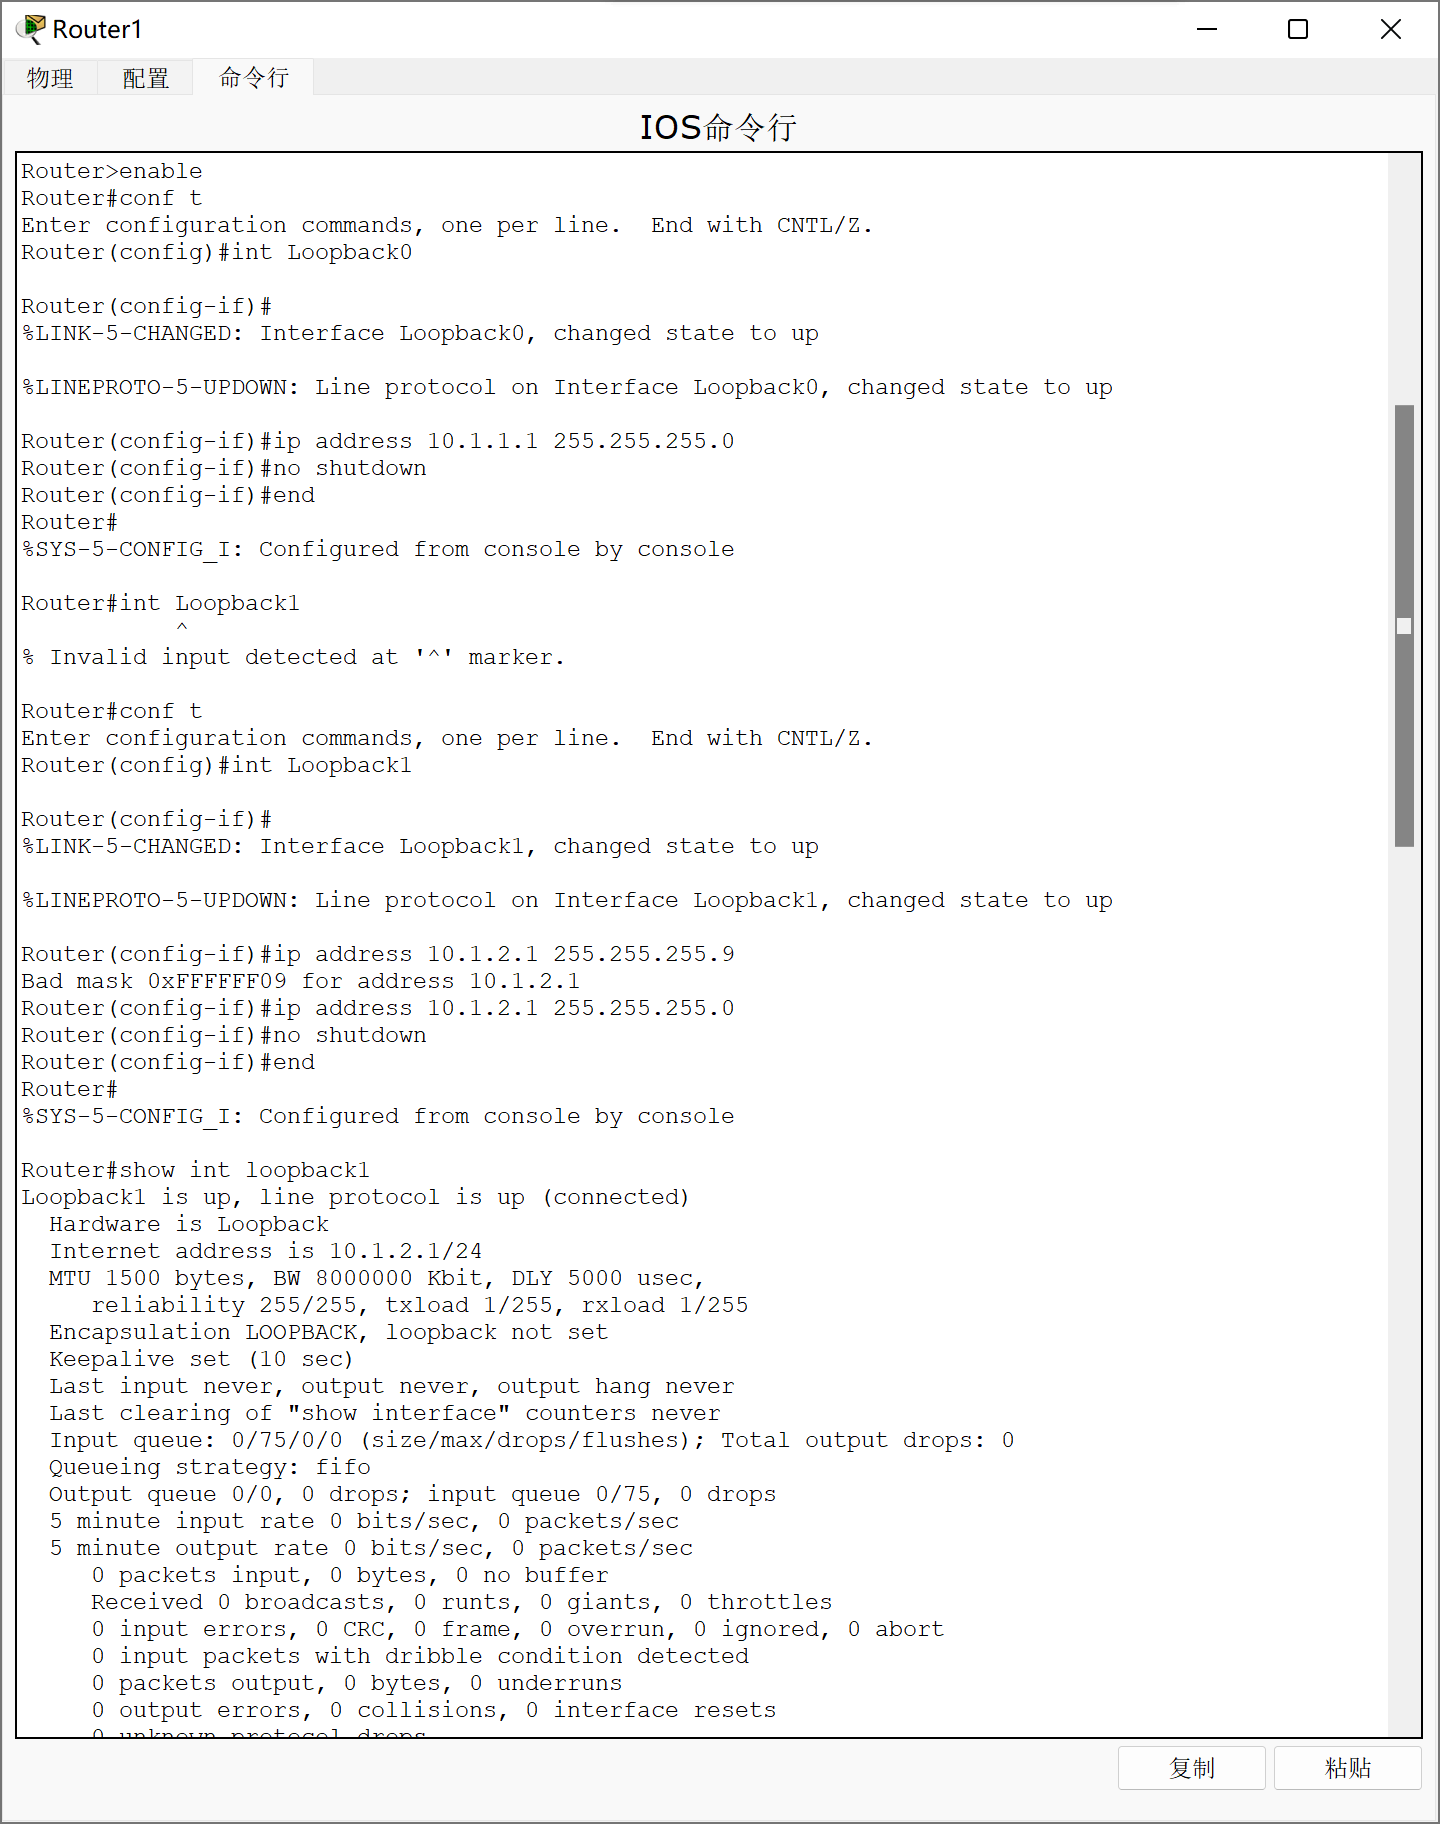 Router1
物理 配置 命令行
IOS命令行
Router>enable
Router#conf t
Enter configuration commands, one per line.  End with CNTL/Z.
Router(config)#int Loopback0
Router(config-if)#
%LINK-5-CHANGED: Interface Loopback0, changed state to up
%LINEPROTO-5-UPDOWN: Line protocol on Interface Loopback0, changed state to up
Router(config-if)#ip address 10.1.1.1 255.255.255.0
Router(config-if)#no shutdown
Router(config-if)#end
Router#
%SYS-5-CONFIG_I: Configured from console by console
Router#int Loopback1
^
% Invalid input detected at '^' marker.
Router#conf t
Enter configuration commands, one per line.  End with CNTL/Z.
Router(config)#int Loopback1
Router(config-if)#
%LINK-5-CHANGED: Interface Loopback1, changed state to up
%LINEPROTO-5-UPDOWN: Line protocol on Interface Loopback1, changed state to up
Router(config-if)#ip address 10.1.2.1 255.255.255.9
Bad mask 0xFFFFFF09 for address 10.1.2.1
Router(config-if)#ip address 10.1.2.1 255.255.255.0
Router(config-if)#no shutdown
Router(config-if)#end
Router#
%SYS-5-CONFIG_I: Configured from console by console
Router#show int loopback1
Loopback1 is up, line protocol is up (connected)
Hardware is Loopback
Internet address is 10.1.2.1/24
MTU 1500 bytes, BW 8000000 Kbit, DLY 5000 usec,
reliability 255/255, txload 1/255, rxload 1/255
Encapsulation LOOPBACK, loopback not set
Keepalive set (10 sec)
Last input never, output never, output hang never
Last clearing of "show interface" counters never
Input queue: 0/75/0/0 (size/max/drops/flushes); Total output drops: 0
Queueing strategy: fifo
Output queue 0/0, 0 drops; input queue 0/75, 0 drops
5 minute input rate 0 bits/sec, 0 packets/sec
5 minute output rate 0 bits/sec, 0 packets/sec
0 packets input, 0 bytes, 0 no buffer
Received 0 broadcasts, 0 runts, 0 giants, 0 throttles
0 input errors, 0 CRC, 0 frame, 0 overrun, 0 ignored, 0 abort
0 input packets with dribble condition detected
0 packets output, 0 bytes, 0 underruns
0 output errors, 0 collisions, 0 interface resets
0 unknown protocol drops
复制 粘贴